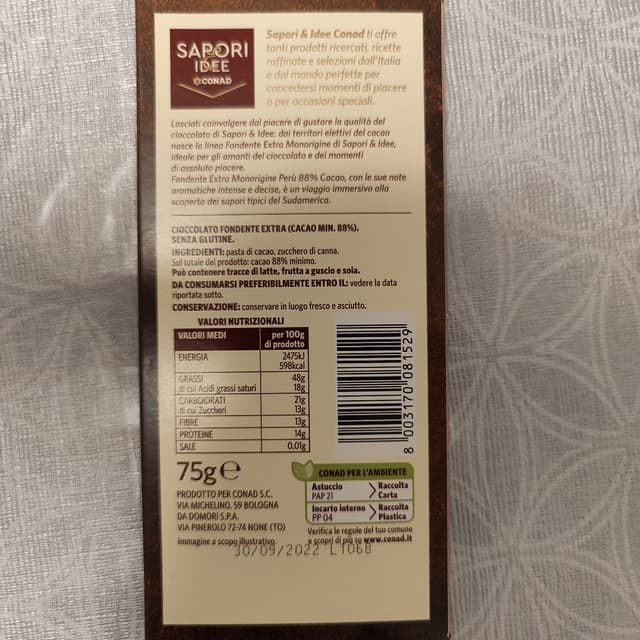 SAPORI
&
IDEE
CONAD
Sapori & Idee Conad ti offre
tanti prodotti ricercati, ricette
raffinate e selezioni dall'Italia
e dal mondo perfette per
concedersi momenti di piacere
o per occasioni speciali.
Lasciati coinvolgere dal piacere di gustare la qualità del
cioccolato di Sapori & Idee: dai territori elettivi del cacao
nasce la linea Fondente Extra Monorigine di Sapori & Idee,
ideale per gli amanti del cioccolato e dei momenti
di assoluto piacere.
Fondente Extra Monorigine Perù 88% Cacao, con le sue note
aromatiche intense e decise, è un viaggio immersivo alla
scoperta dei sapori tipici del Sudamerica.
CIOCCOLATO FONDENTE EXTRA (CACAO MIN. 88%).
SENZA GLUTINE.
INGREDIENTI: pasta di cacao, zucchero di canna.
Sul totale del prodotto: cacao 88% minimo.
Può contenere tracce di latte, frutta a guscio e soia.
DA CONSUMARSI PREFERIBILMENTE ENTRO IL: vedere la data
riportata sotto.
CONSERVAZIONE: conservare in luogo fresco e asciutto.
VALORI NUTRIZIONALI
VALORI MEDI per 100g
di prodotto
ENERGIA 2475kJ
598kcal
GRASSI 48g
di cui Acidi grassi saturi 18g
CARBOIDRATI 21g
di cui Zuccheri 13g
FIBRE 13g
PROTEINE 14g
SALE 0,01g
8 003170 081529
75g e
PRODOTTO PER CONAD S.C.
VIA MICHELINO, 59 BOLOGNA
DA DOMORI S.P.A.
VIA PINEROLO 72-74 NONE (TO)
immagine a scopo illustrativo.
CONAD PER L'AMBIENTE
Astuccio Raccolta
PAP 21 Carta
Incarto interno Raccolta
PP 04 Plastica
Verifica le regole del tuo comune
e scopri di più su www.conad.it
30/09/2022 L1068